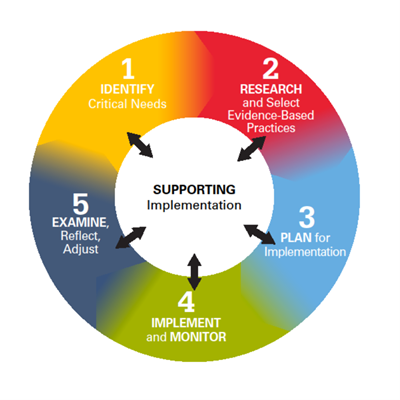 1
IDENTIFY
Critical Needs
2
RESEARCH
and Select
Evidence-Based
Practices
3
PLAN for
Implementation
4
IMPLEMENT
and MONITOR
5
EXAMINE,
Reflect,
Adjust
SUPPORTING
Implementation